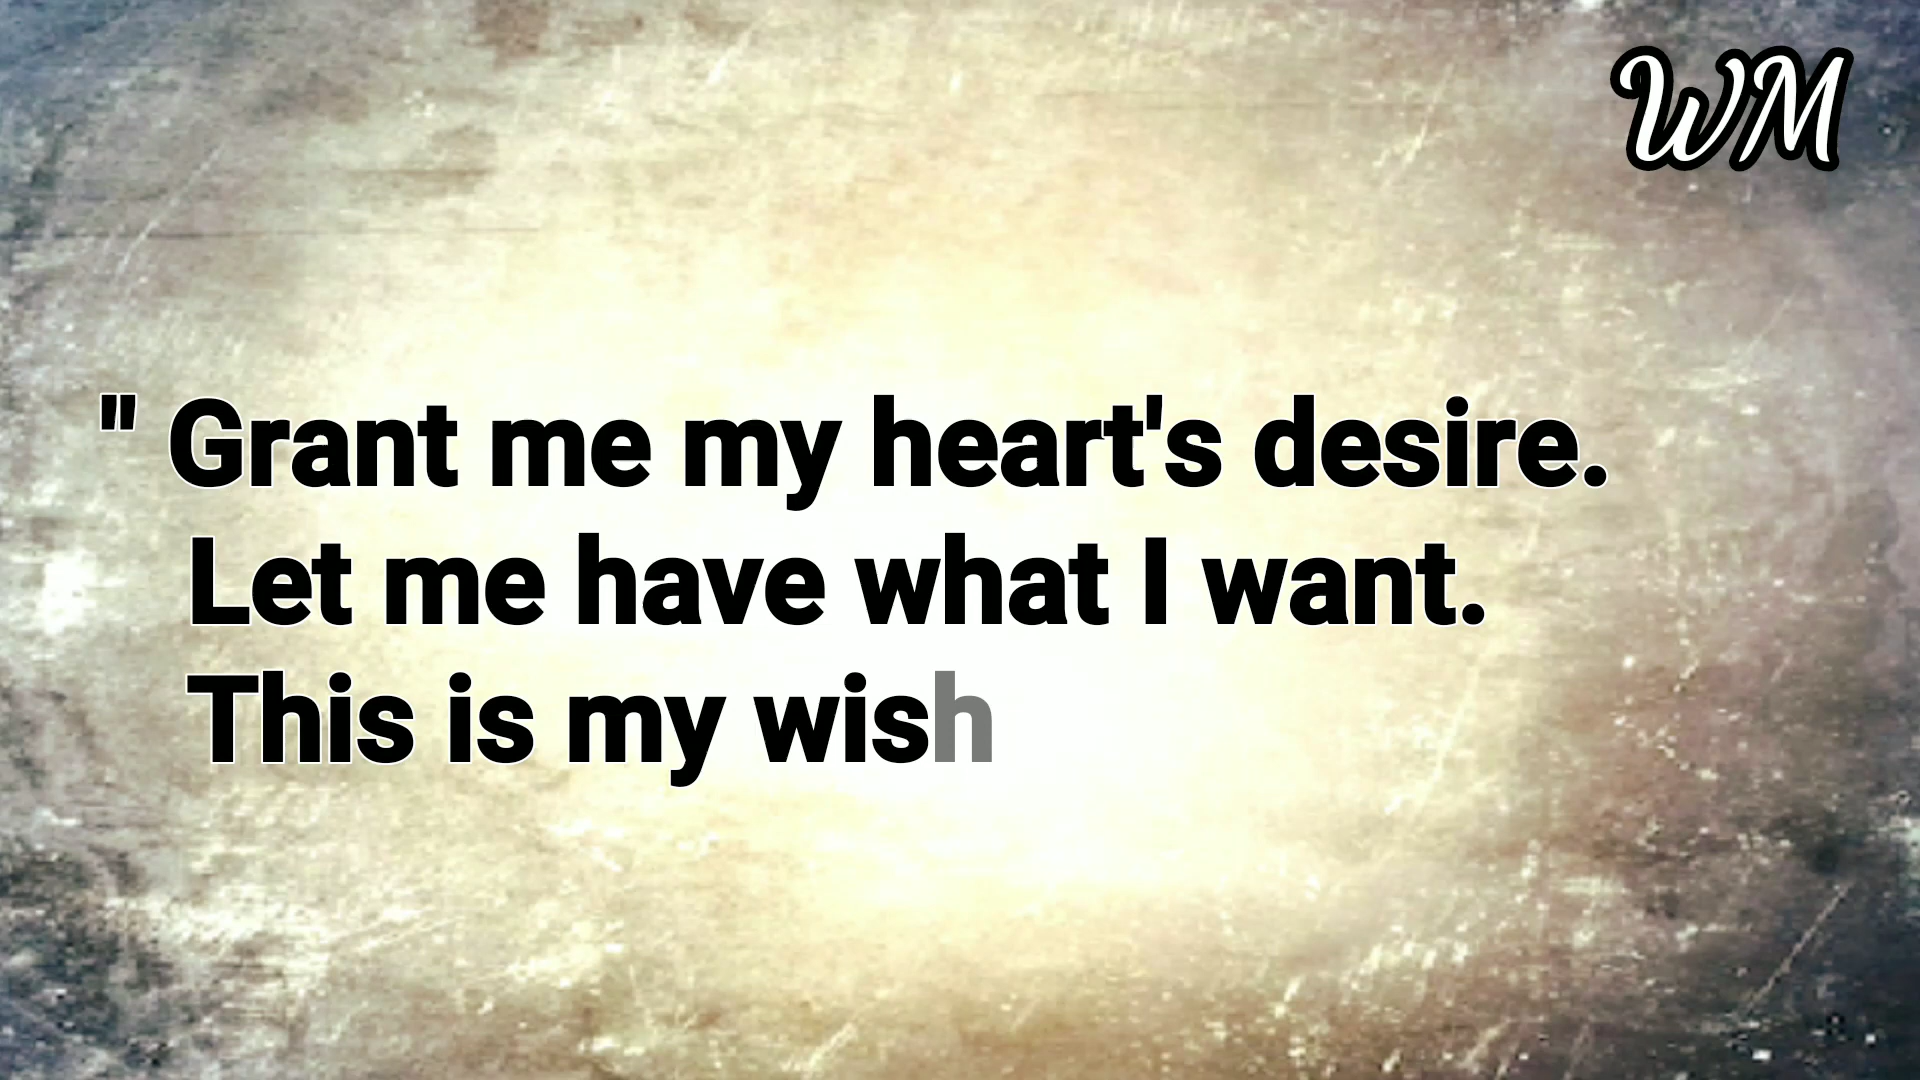 WM
" Grant me my heart's desire.
Let me have what I want.
This is my wish